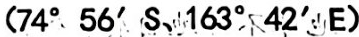 (74° 56′ S, 163° 42′ E)